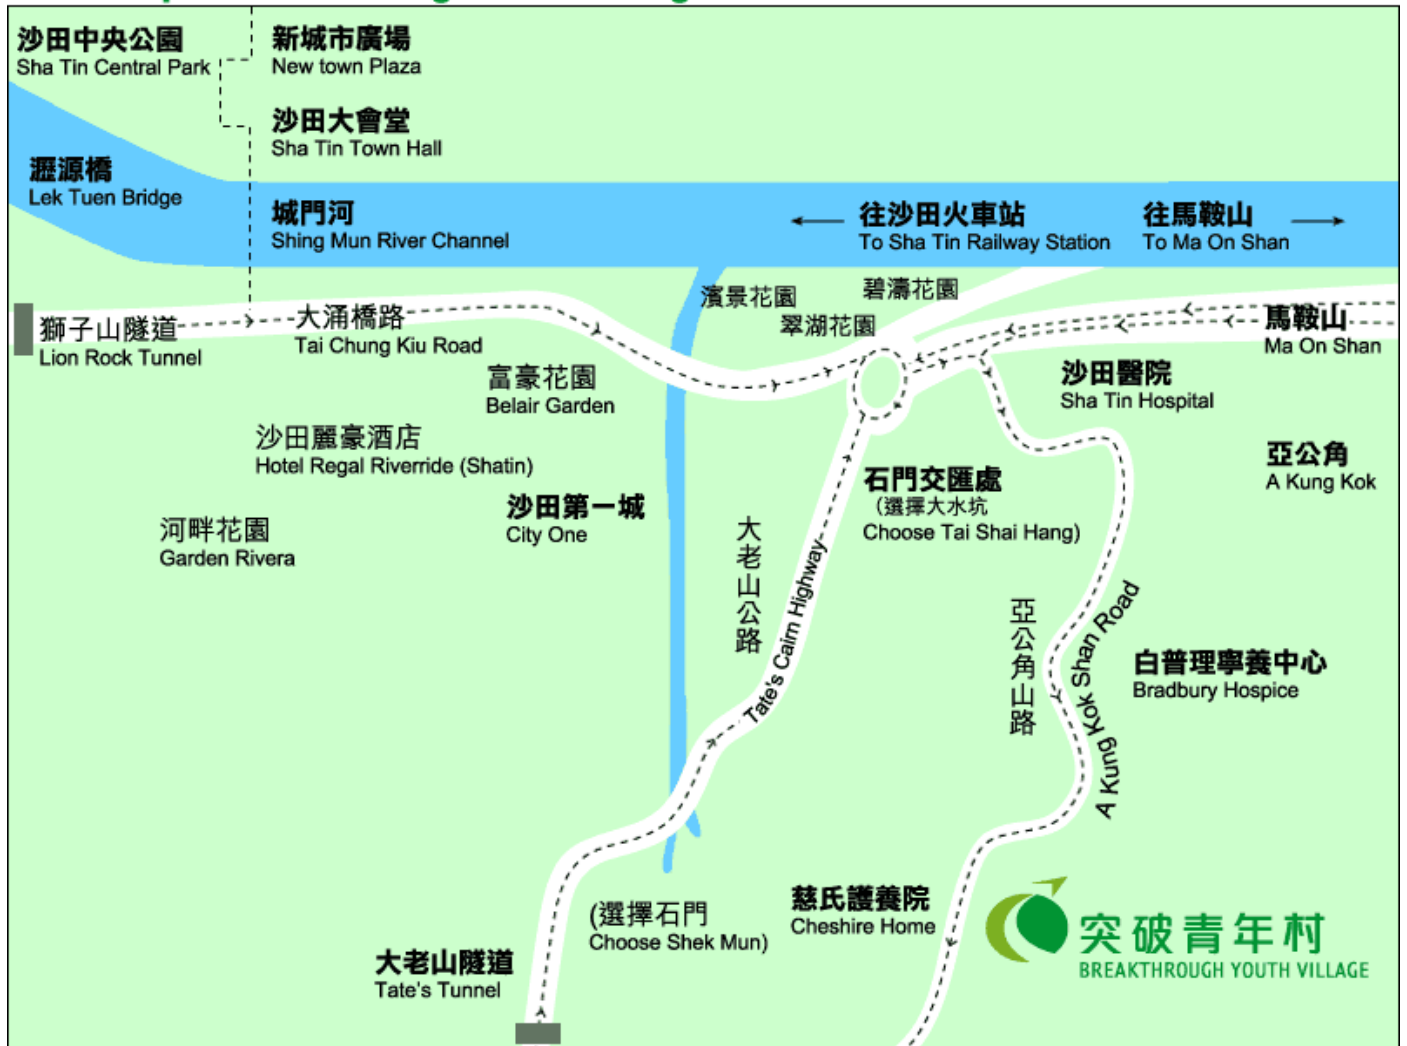 沙田中央公園
Sha Tin Central Park
新城市廣場
New town Plaza
沙田大會堂
Sha Tin Town Hall
瀝源橋
Lek Tuen Bridge
城門河
Shing Mun River Channel
往沙田火車站
To Sha Tin Railway Station
往馬鞍山
To Ma On Shan
濱景花園
碧濤花園
翠湖花園
獅子山隧道
Lion Rock Tunnel
大涌橋路
Tai Chung Kiu Road
馬鞍山
Ma On Shan
富豪花園
Belair Garden
沙田醫院
Sha Tin Hospital
沙田麗豪酒店
Hotel Regal Riverride (Shatin)
亞公角
A Kung Kok
石門交匯處
(選擇大水坑
Choose Tai Shai Hang)
沙田第一城
City One
河畔花園
Garden Rivera
大老山公路
Tate's Cairn Highway
亞公角山路
A Kung Kok Shan Road
白普理寧養中心
Bradbury Hospice
慈氏護養院
Cheshire Home
(選擇石門
Choose Shek Mun)
突破青年村
BREAKTHROUGH YOUTH VILLAGE
大老山隧道
Tate's Tunnel